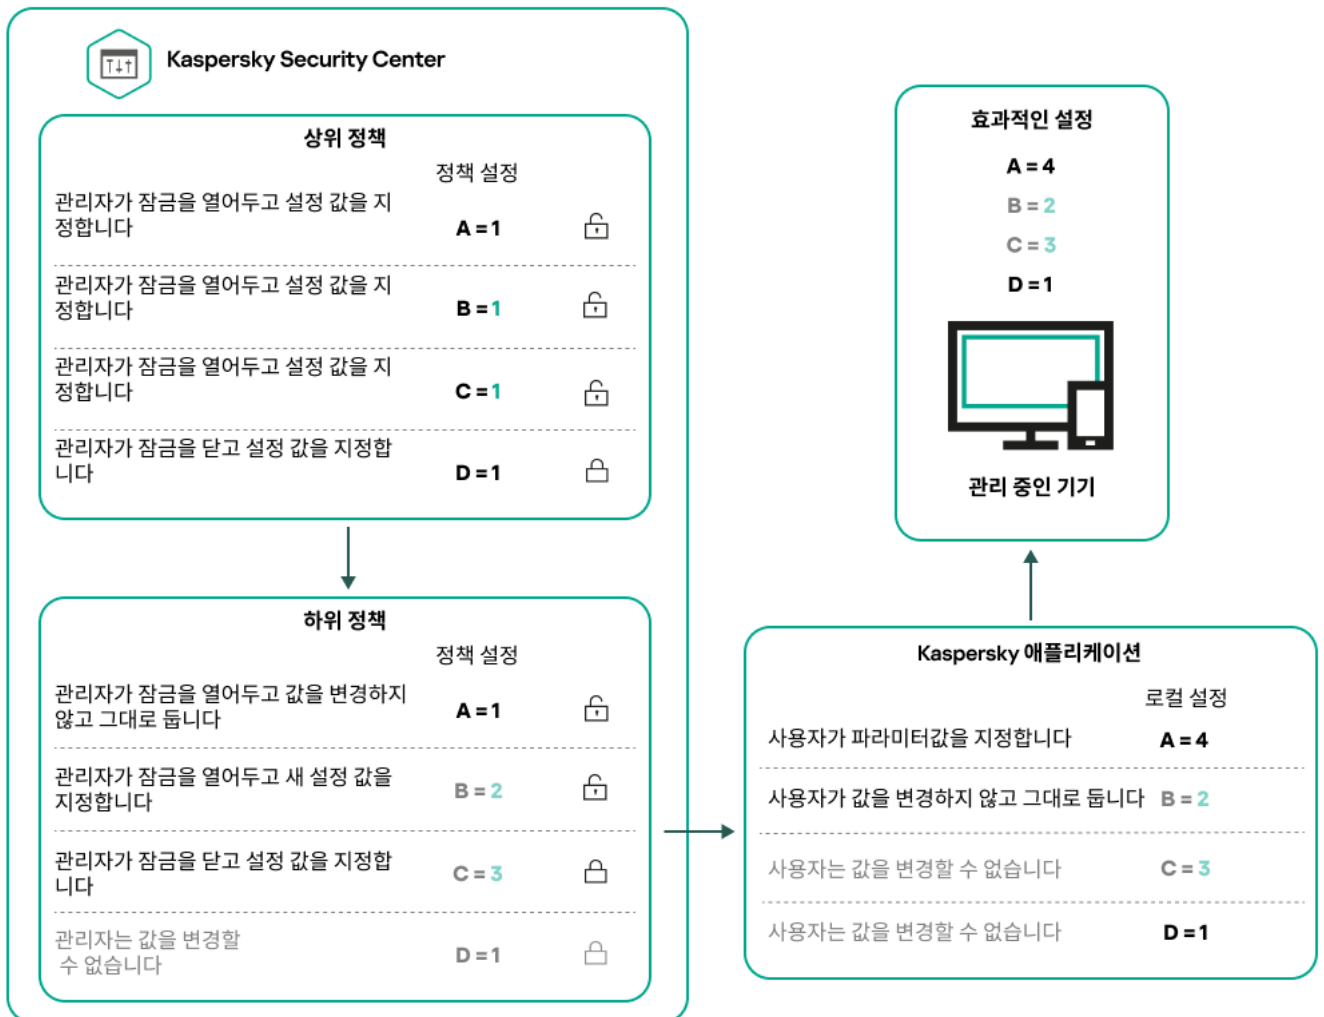 Kaspersky Security Center
상위 정책
정책 설정
관리자가 잠금을 열어두고 설정 값을 지
정합니다
A = 1
관리자가 잠금을 열어두고 설정 값을 지
정합니다
B = 1
관리자가 잠금을 열어두고 설정 값을 지
정합니다
C = 1
관리자가 잠금을 닫고 설정 값을 지정합
니다
D = 1
하위 정책
정책 설정
관리자가 잠금을 열어두고 값을 변경하지
않고 그대로 둡니다
A = 1
관리자가 잠금을 열어두고 새 설정 값을
지정합니다
B = 2
관리자가 잠금을 닫고 설정 값을 지정합
니다
C = 3
관리자는 값을 변경할
수 없습니다
D = 1
Kaspersky 애플리케이션
로컬 설정
사용자가 파라미터값을 지정합니다 A = 4
사용자가 값을 변경하지 않고 그대로 둡니다 B = 2
사용자는 값을 변경할 수 없습니다 C = 3
사용자는 값을 변경할 수 없습니다 D = 1
효과적인 설정
A = 4
B = 2
C = 3
D = 1
관리 중인 기기